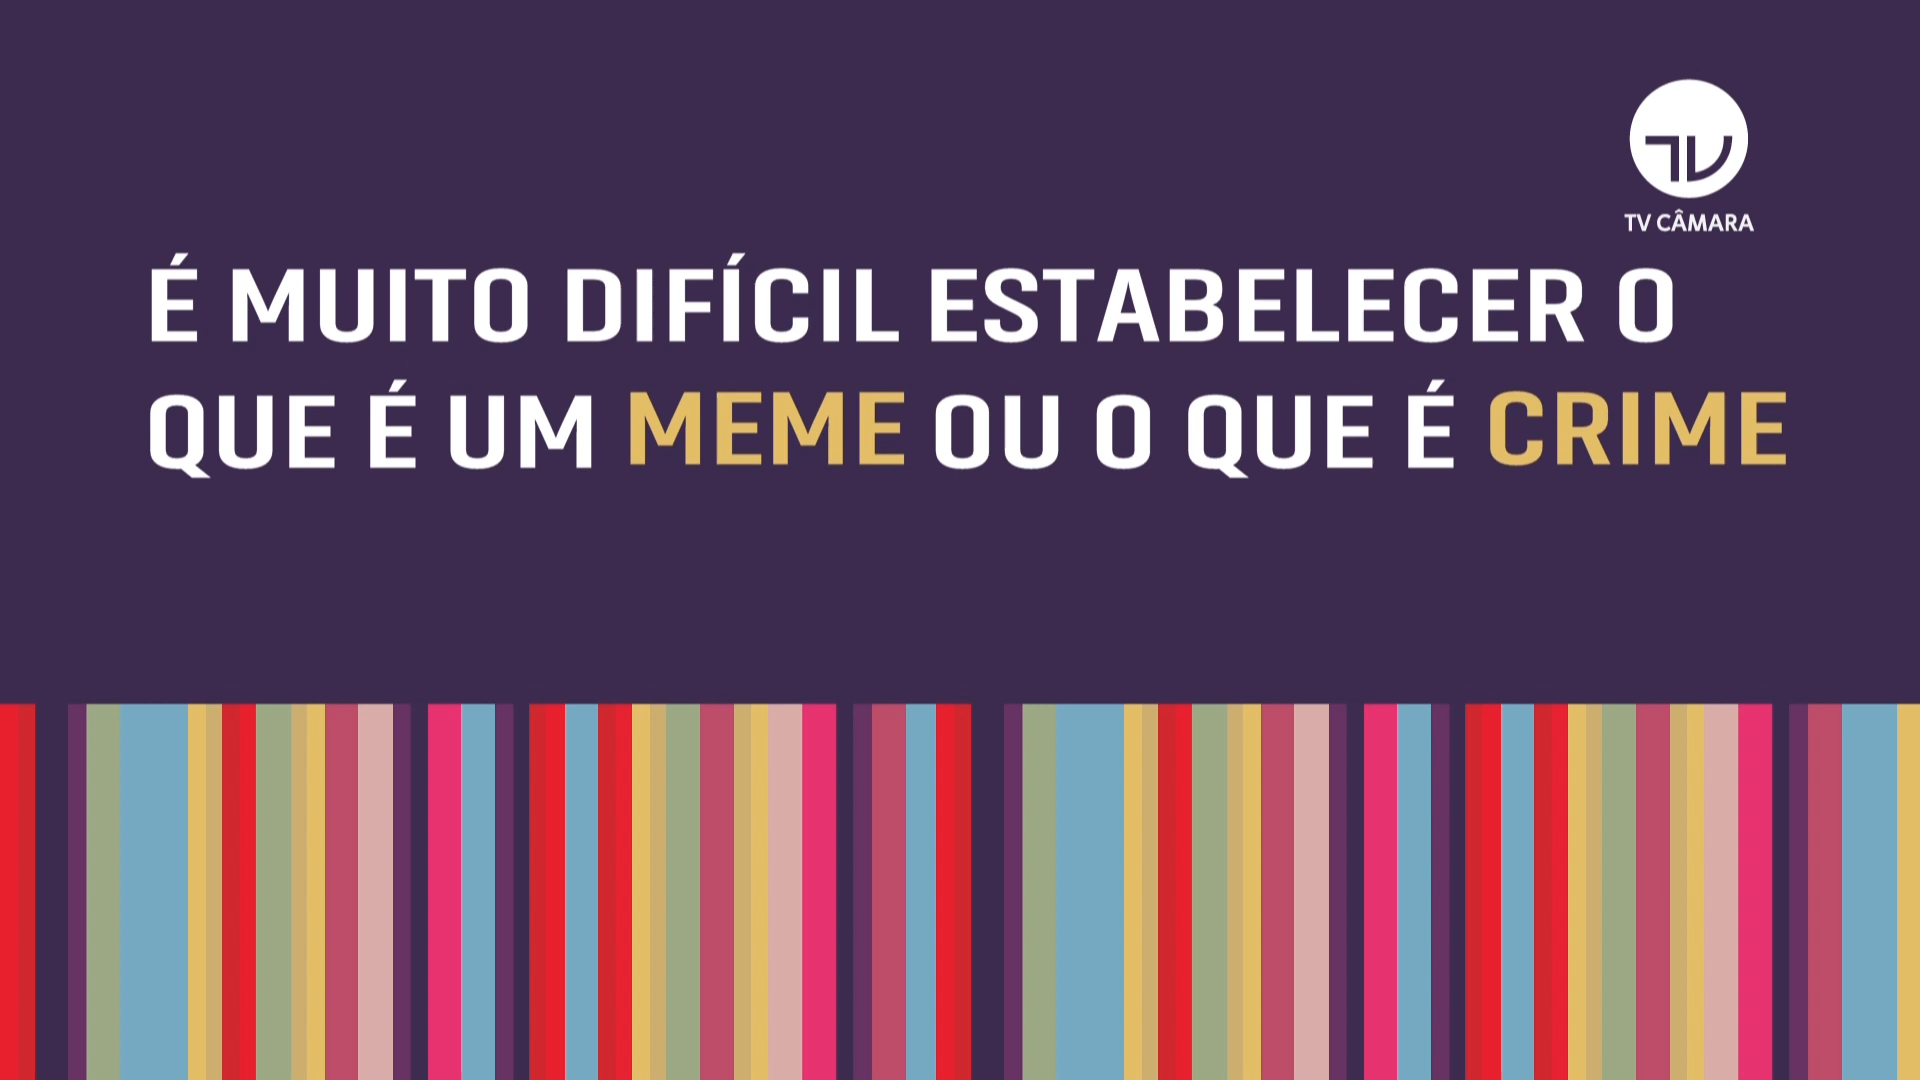 TV CÂMARA
É MUITO DIFÍCIL ESTABELECER O
QUE É UM MEME OU O QUE É CRIME